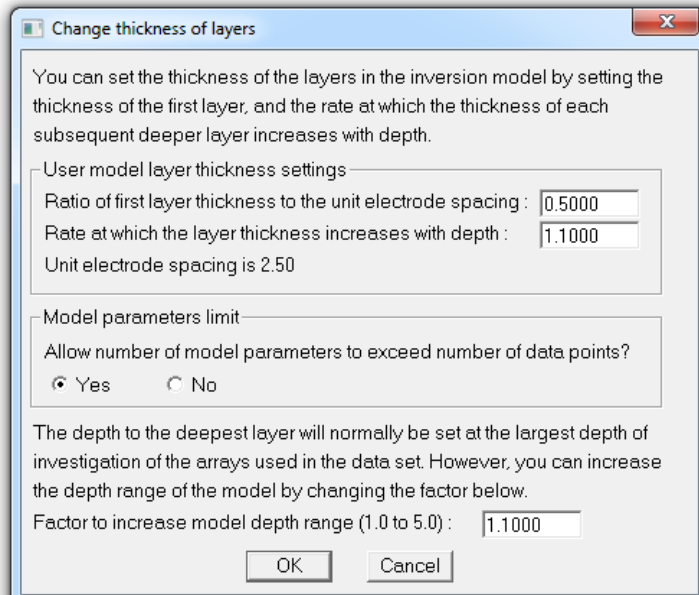 Change thickness of layers
You can set the thickness of the layers in the inversion model by setting the
thickness of the first layer, and the rate at which the thickness of each
subsequent deeper layer increases with depth.
User model layer thickness settings
Ratio of first layer thickness to the unit electrode spacing : 0.5000
Rate at which the layer thickness increases with depth : 1.1000
Unit electrode spacing is 2.50
Model parameters limit
Allow number of model parameters to exceed number of data points?
Yes No
The depth to the deepest layer will normally be set at the largest depth of
investigation of the arrays used in the data set. However, you can increase
the depth range of the model by changing the factor below.
Factor to increase model depth range (1.0 to 5.0) : 1.1000
OK Cancel